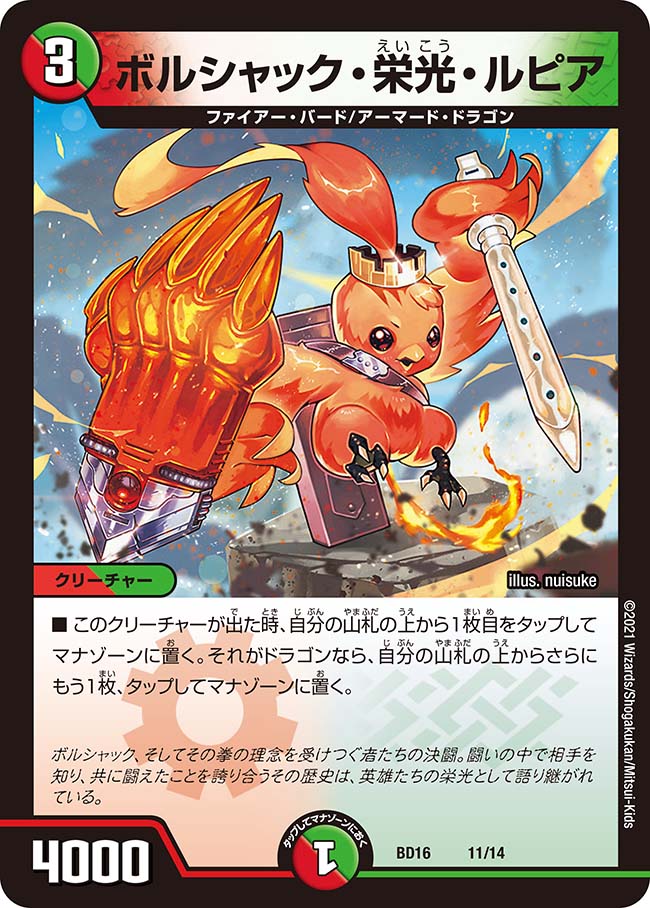 3
ボルシャック・栄光・ルピア
えいこう
ファイアー・バード/アーマード・ドラゴン
クリーチャー
illus. nuisuke
■ このクリーチャーが出た時、自分の山札の上から1枚目をタップして
マナゾーンに置く。それがドラゴンなら、自分の山札の上からさらに
もう1枚、タップしてマナゾーンに置く。
ボルシャック、そしてその拳の理念を受けつぐ者たちの決闘。闘いの中で相手を
知り、共に闘えたことを誇り合うその歴史は、英雄たちの栄光として語り継がれ
ている。
©2021 Wizards/Shogakukan/Mitsui-Kids
4000
タップしてマナゾーンにおく
1
BD16 11/14